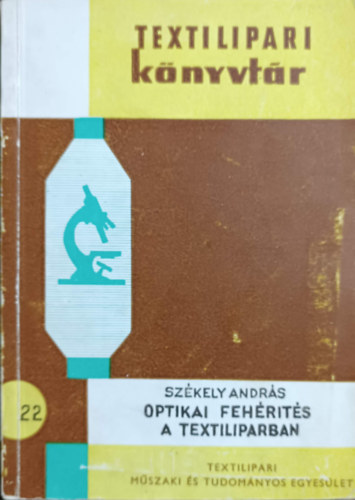 TEXTILIPARI
könyvtár
SZÉKELY ANDRÁS
OPTIKAI FEHÉRITÉS
A TEXTILIPARBAN
22
TEXTILIPARI
MŰSZAKI ÉS TUDOMÁNYOS EGYESÜLET